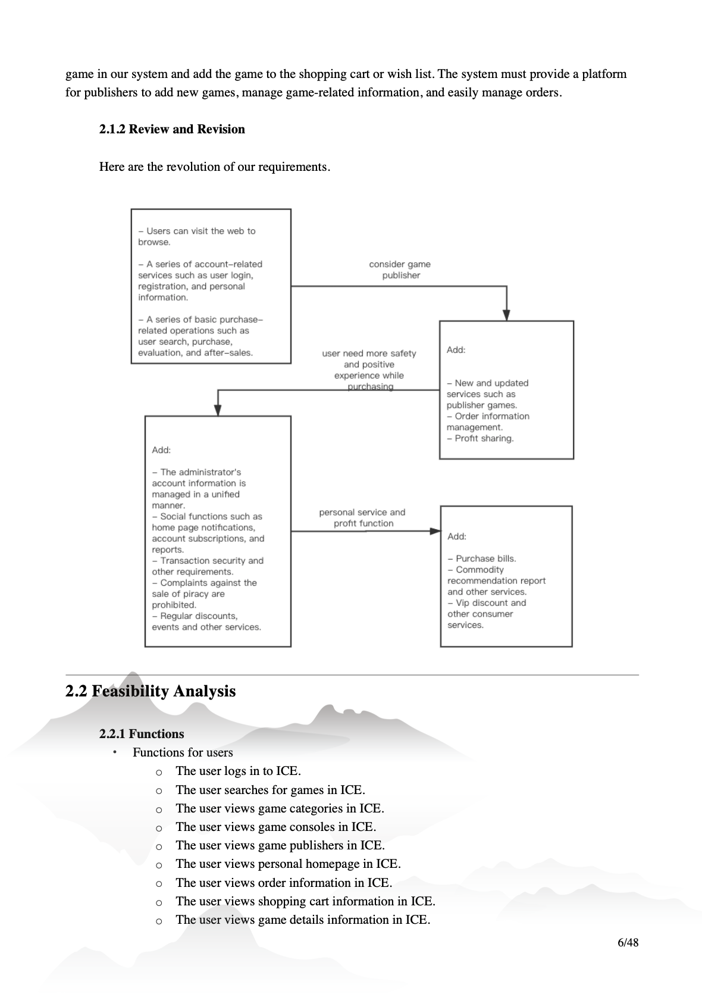 game in our system and add the game to the shopping cart or wish list. The system must provide a platform
for publishers to add new games, manage game-related information, and easily manage orders.
2.1.2 Review and Revision
Here are the revolution of our requirements.
– Users can visit the web to
browse.
– A series of account–related
services such as user login,
registration, and personal
information.
– A series of basic purchase–
related operations such as
user search, purchase,
evaluation, and after–sales.
consider game
publisher
Add:
– New and updated
services such as
publisher games.
– Order information
management.
– Profit sharing.
user need more safety
and positive
experience while
purchasing
Add:
– The administrator's
account information is
managed in a unified
manner.
– Social functions such as
home page notifications,
account subscriptions, and
reports.
– Transaction security and
other requirements.
– Complaints against the
sale of piracy are
prohibited.
– Regular discounts,
events and other services.
personal service and
profit function
Add:
– Purchase bills.
– Commodity
recommendation report
and other services.
– Vip discount and
other consumer
services.
2.2 Feasibility Analysis
2.2.1 Functions
• Functions for users
○ The user logs in to ICE.
○ The user searches for games in ICE.
○ The user views game categories in ICE.
○ The user views game consoles in ICE.
○ The user views game publishers in ICE.
○ The user views personal homepage in ICE.
○ The user views order information in ICE.
○ The user views shopping cart information in ICE.
○ The user views game details information in ICE.
6/48